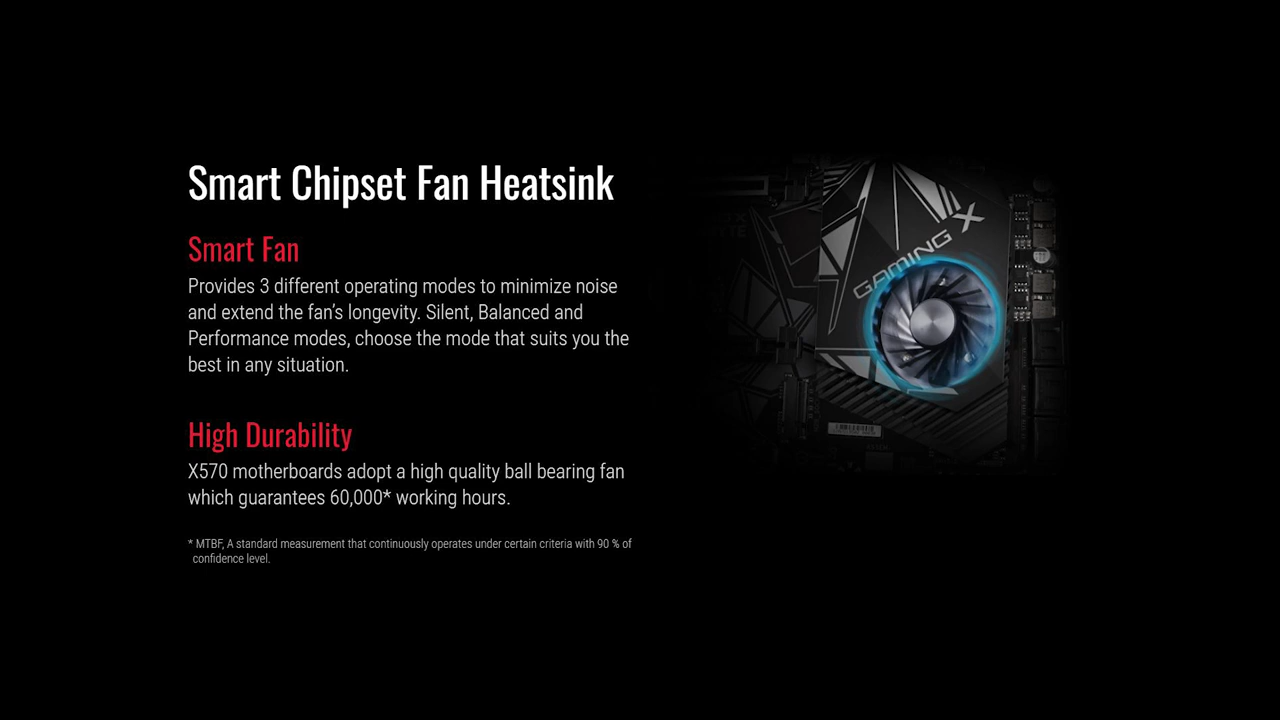 Smart Chipset Fan Heatsink
Smart Fan
Provides 3 different operating modes to minimize noise
and extend the fan’s longevity. Silent, Balanced and
Performance modes, choose the mode that suits you the
best in any situation.
High Durability
X570 motherboards adopt a high quality ball bearing fan
which guarantees 60,000* working hours.
* MTBF, A standard measurement that continuously operates under certain criteria with 90 % of
confidence level.
GAMING X